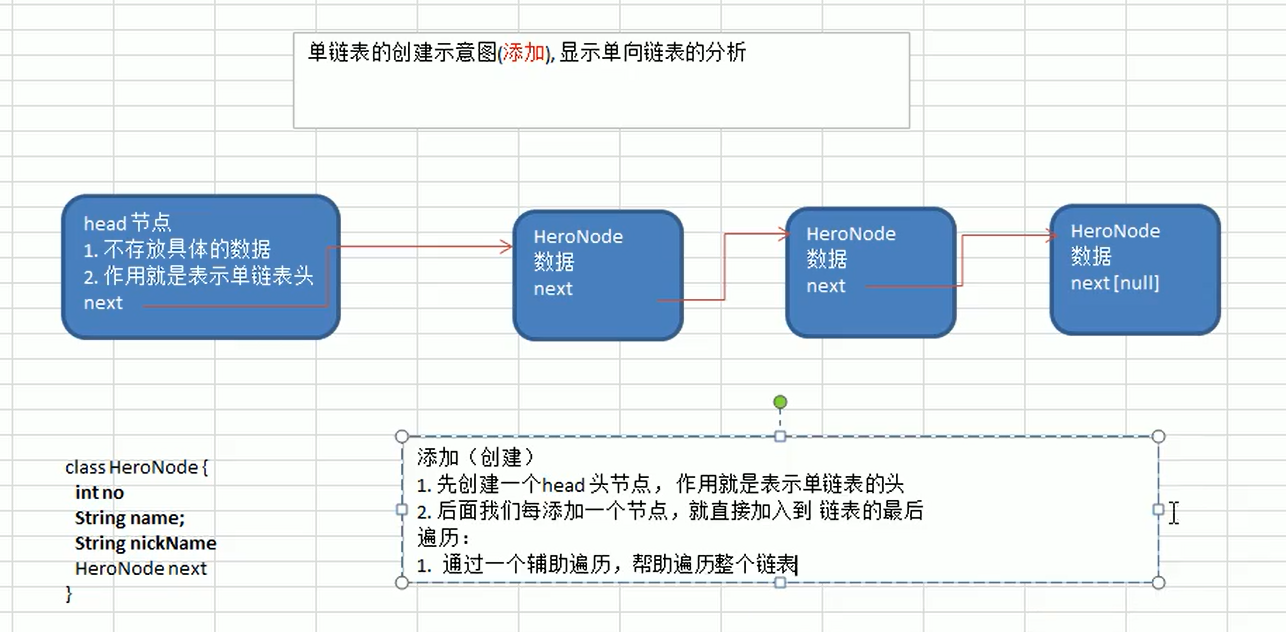 单链表的创建示意图(添加), 显示单向链表的分析
head 节点
1. 不存放具体的数据
2. 作用就是表示单链表头
next
HeroNode
数据
next
HeroNode
数据
next
HeroNode
数据
next [null]
class HeroNode {
int no
String name;
String nickName
HeroNode next
}
添加（创建）
1. 先创建一个head 头节点， 作用就是表示单链表的头
2. 后面我们每添加一个节点，就直接加入到 链表的最后
遍历：
1. 通过一个辅助遍历，帮助遍历整个链表